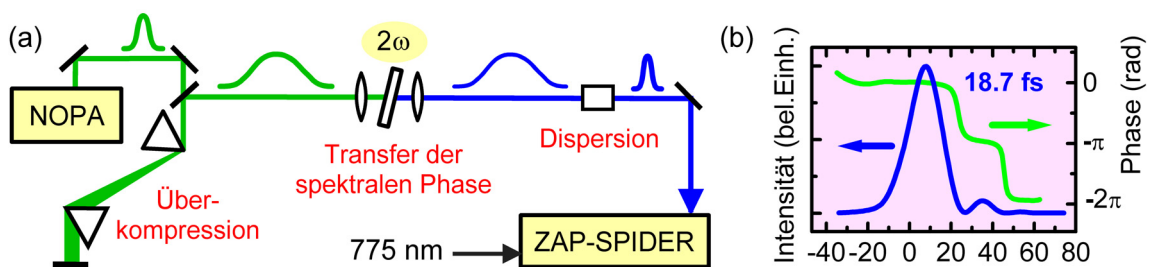 (a)
2ω
NOPA
Dispersion
Transfer der
spektralen Phase
Über-
kompression
775 nm
ZAP-SPIDER
(b)
Intensität (bel.Einh.)
18.7 fs
0
-π
-2π
Phase (rad)
-40 -20 0 20 40 60 80